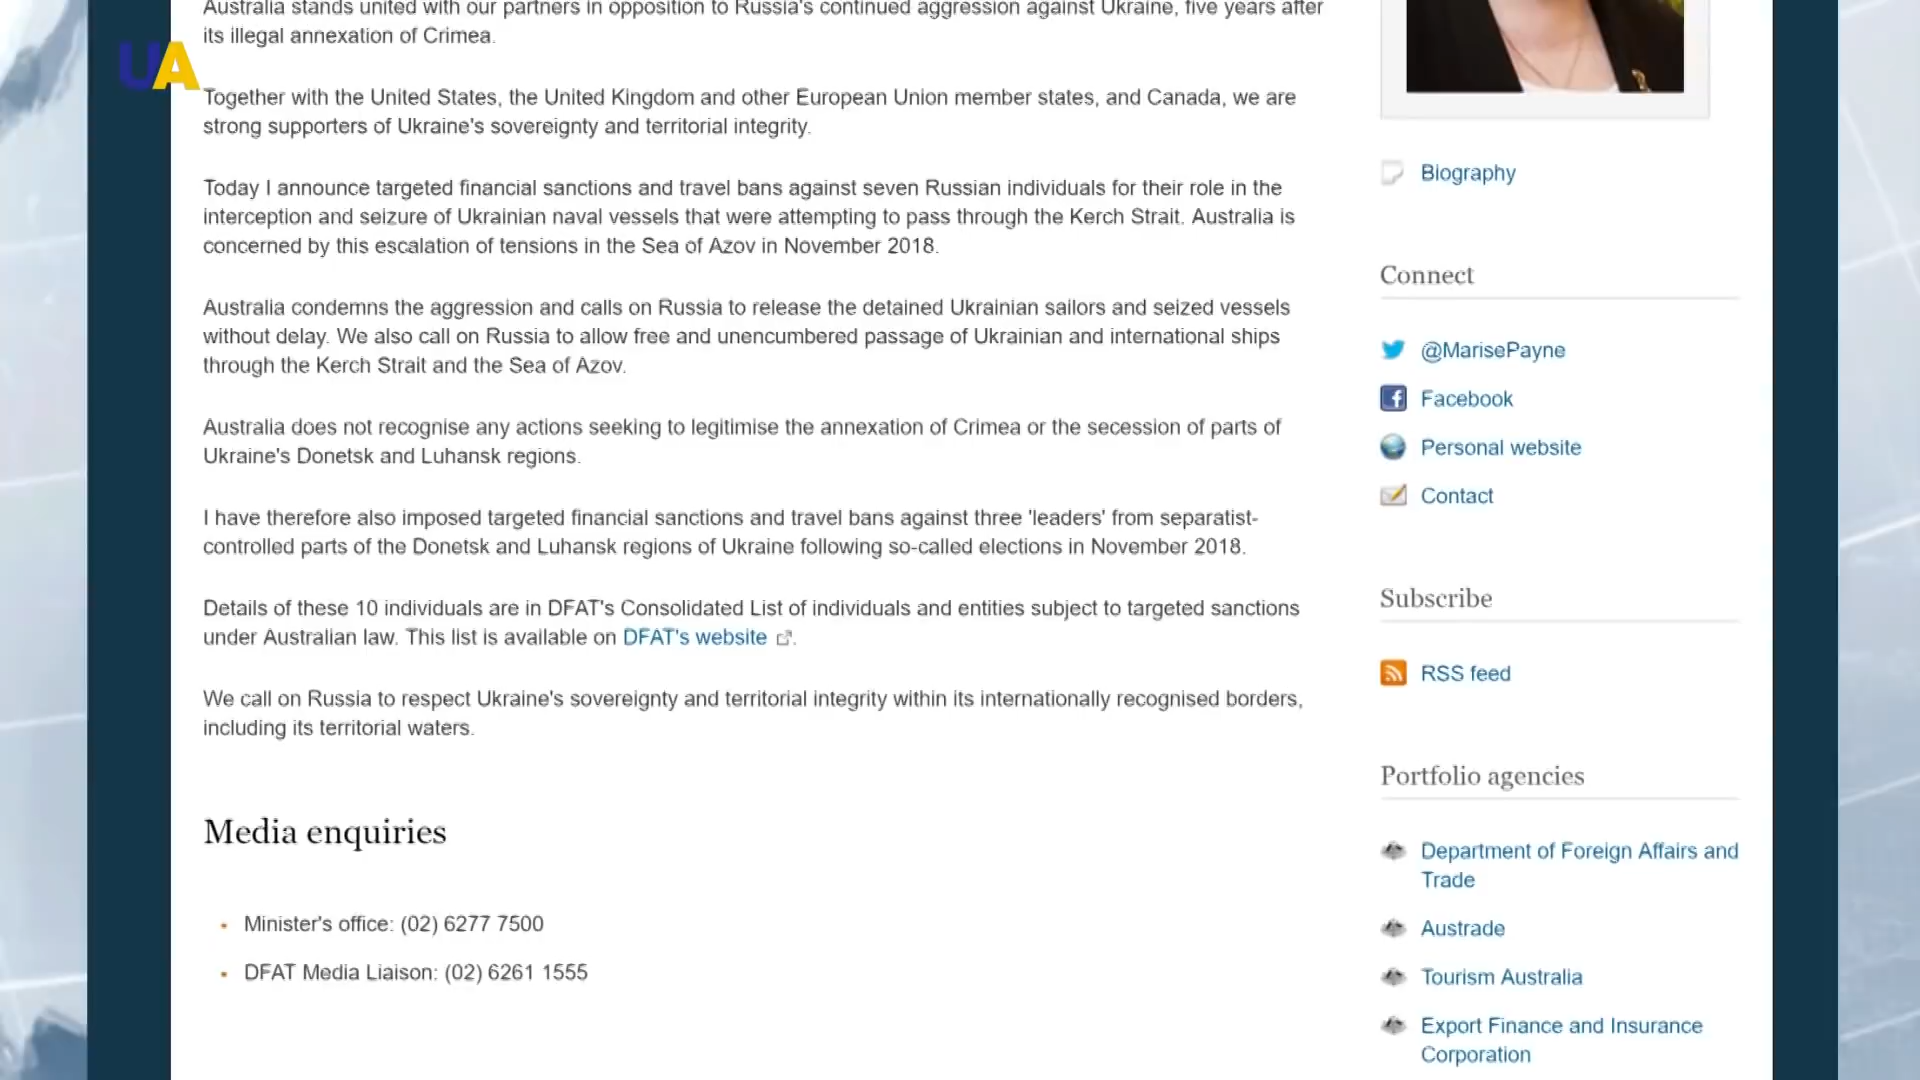 Australia stands united with our partners in opposition to Russia's continued aggression against Ukraine, five years after
its illegal annexation of Crimea.
UA
Together with the United States, the United Kingdom and other European Union member states, and Canada, we are
strong supporters of Ukraine's sovereignty and territorial integrity.
Today I announce targeted financial sanctions and travel bans against seven Russian individuals for their role in the
interception and seizure of Ukrainian naval vessels that were attempting to pass through the Kerch Strait. Australia is
concerned by this escalation of tensions in the Sea of Azov in November 2018.
Australia condemns the aggression and calls on Russia to release the detained Ukrainian sailors and seized vessels
without delay. We also call on Russia to allow free and unencumbered passage of Ukrainian and international ships
through the Kerch Strait and the Sea of Azov.
Australia does not recognise any actions seeking to legitimise the annexation of Crimea or the secession of parts of
Ukraine's Donetsk and Luhansk regions.
I have therefore also imposed targeted financial sanctions and travel bans against three 'leaders' from separatist-
controlled parts of the Donetsk and Luhansk regions of Ukraine following so-called elections in November 2018.
Details of these 10 individuals are in DFAT's Consolidated List of individuals and entities subject to targeted sanctions
under Australian law. This list is available on DFAT's website.
We call on Russia to respect Ukraine's sovereignty and territorial integrity within its internationally recognised borders,
including its territorial waters.
Media enquiries
Minister's office: (02) 6277 7500
DFAT Media Liaison: (02) 6261 1555
Biography
Connect
@MarisePayne
Facebook
Personal website
Contact
Subscribe
RSS feed
Portfolio agencies
Department of Foreign Affairs and
Trade
Austrade
Tourism Australia
Export Finance and Insurance
Corporation